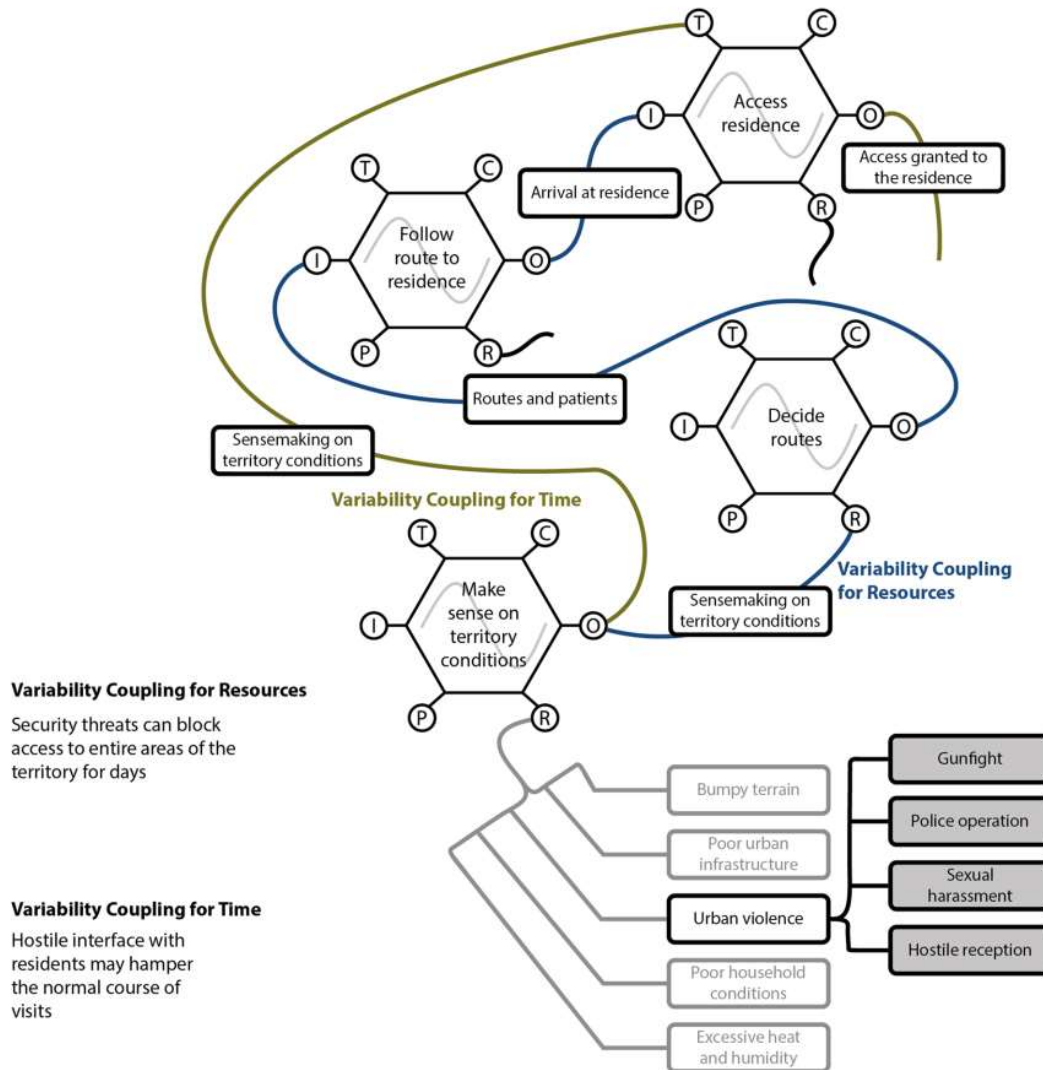 T
C
Access
residence
I
O
P
R
Access granted to
the residence
Arrival at residence
T
C
Follow
route to
residence
I
O
P
R
Routes and patients
T
C
Decide
routes
I
O
P
R
Sensemaking on
territory conditions
Variability Coupling for Time
Variability Coupling
for Resources
Sensemaking on
territory conditions
T
C
Make
sense on
territory
conditions
I
O
P
R
Variability Coupling for Resources
Security threats can block
access to entire areas of the
territory for days
Variability Coupling for Time
Hostile interface with
residents may hamper
the normal course of
visits
Bumpy terrain
Poor urban
infrastructure
Urban violence
Poor household
conditions
Excessive heat
and humidity
Gunfight
Police operation
Sexual
harassment
Hostile reception